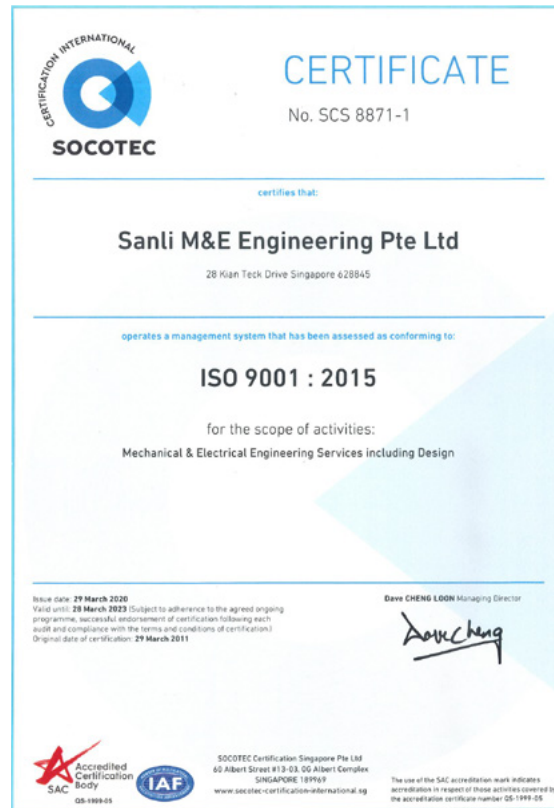 CERTIFICATION INTERNATIONAL
SOCOTEC
CERTIFICATE
No. SCS 8871-1
certifies that:
Sanli M&E Engineering Pte Ltd
28 Kian Teck Drive Singapore 628845
operates a management system that has been assessed as conforming to:
ISO 9001 : 2015
for the scope of activities:
Mechanical & Electrical Engineering Services including Design
Issue date: 29 March 2020
Valid until: 28 March 2023 (Subject to adherence to the agreed ongoing
programme, successful endorsement of certification following each
audit and compliance with the terms and conditions of certification)
Original date of certification: 29 March 2011
Dave CHENG LOON Managing Director
Dave Cheng
Accredited
Certification
Body
SAC
QS-1999-05
IAF
SOCOTEC Certification Singapore Pte Ltd
60 Albert Street #13-03, OG Albert Complex
SINGAPORE 189969
www.socotec-certification-international.sg
The use of the SAC accreditation mark indicates
accreditation in respect of those activities covered by
the accreditation certificate number QS-1999-05